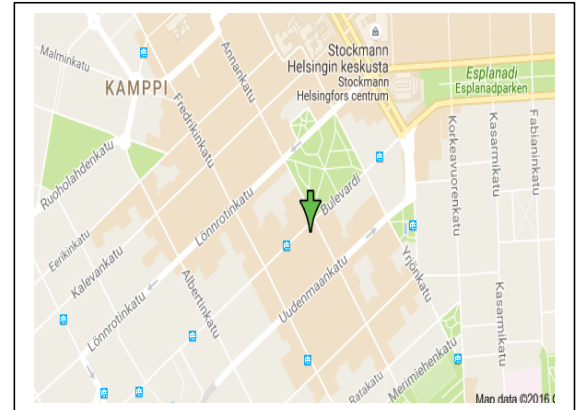 Malminkatu
KAMPPI
Annankatu
Fredrikinkatu
Stockmann
Helsingin keskusta
Stockmann
Helsingfors centrum
Esplanadi
Esplanadparken
Ruoholahdenkatu
Lönnrotinkatu
Bulevardi
Korkeavuorenkatu
Kasarmikatu
Fabianinkatu
Eerikinkatu
Kalevankatu
Albertinkatu
Uudenmaankatu
Yrjönkatu
Lönnrotinkatu
Kasarmikatu
Ratakatu
Merimiehenkatu
Map data ©2016 G